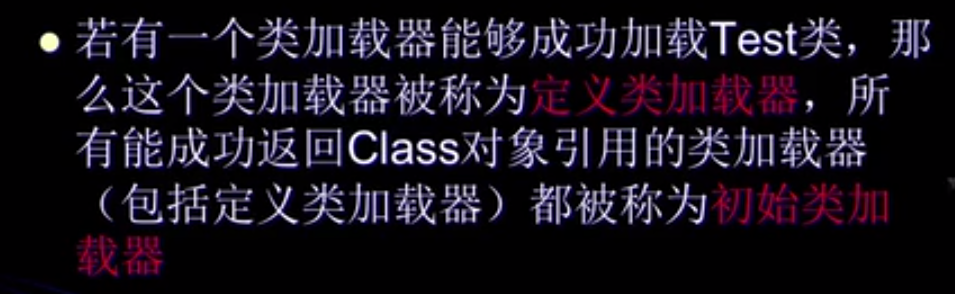 若有一个类加载器能够成功加载Test类，那
么这个类加载器被称为定义类加载器，所
有能成功返回Class对象引用的类加载器
（包括定义类加载器）都被称为初始类加
载器